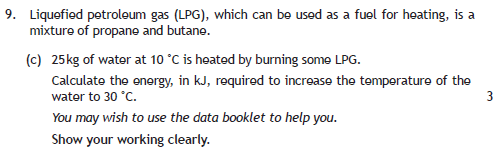 9. Liquefied petroleum gas (LPG), which can be used as a fuel for heating, is a
mixture of propane and butane.
(c) 25 kg of water at 10 °C is heated by burning some LPG.
Calculate the energy, in kJ, required to increase the temperature of the
water to 30 °C. 3
You may wish to use the data booklet to help you.
Show your working clearly.